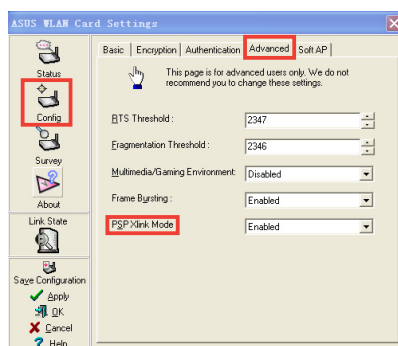 ASUS WLAN Card Settings
Status
Config
Survey
About
Link State
Save Configuration
Apply
OK
Cancel
Help
Basic
Encryption
Authentication
Advanced
Soft AP
This page is for advanced users only. We do not
recommend you to change these settings.
RTS Threshold :
2347
Fragmentation Threshold :
2346
Multimedia/Gaming Environment:
Disabled
Frame Bursting :
Enabled
PSP Xlink Mode
Enabled